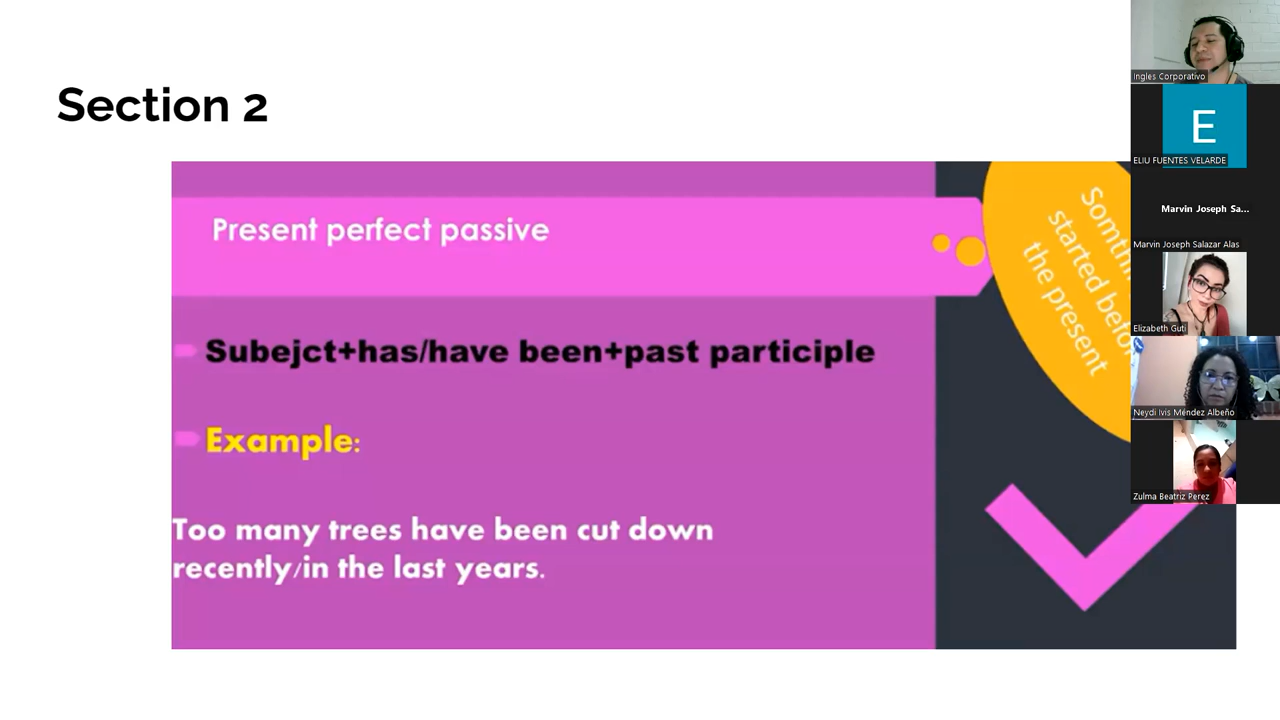 Section 2
Present perfect passive
Subejct+has/have been+past participle
Example:
Too many trees have been cut down
recently/in the last years.
started
the present
Ingles Corporativo
E
ELIU FUENTES VELARDE
Marvin Joseph Sa...
Marvin Joseph Salazar Alas
Elizabeth Guti
Neydi Ivis Méndez Albeño
Zulma Beatriz Perez